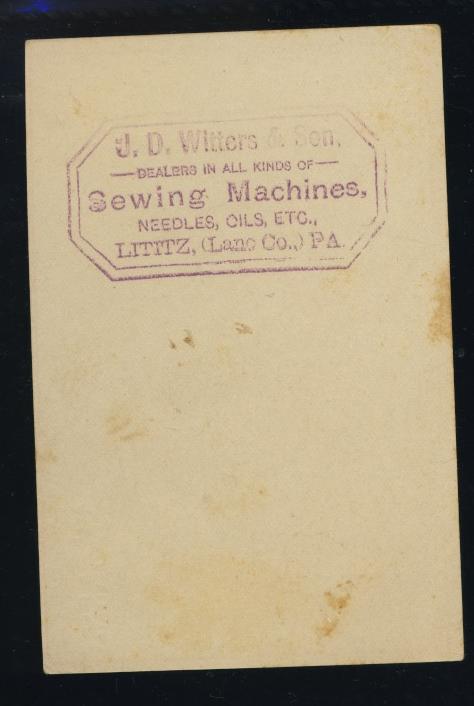 J. D. Witters & Son,
DEALERS IN ALL KINDS OF
Sewing Machines,
NEEDLES, OILS, ETC.,
LITITZ, (Lanc Co.,) PA.